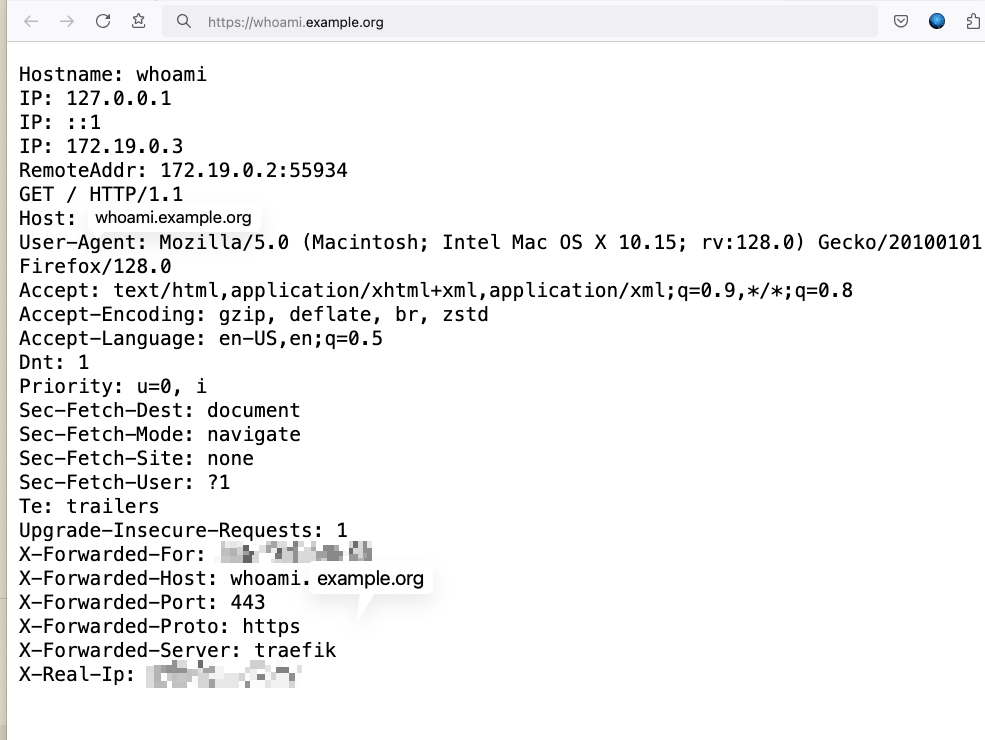 https://whoami.example.org
Hostname: whoami
IP: 127.0.0.1
IP: ::1
IP: 172.19.0.3
RemoteAddr: 172.19.0.2:55934
GET / HTTP/1.1
Host: whoami.example.org
User-Agent: Mozilla/5.0 (Macintosh; Intel Mac OS X 10.15; rv:128.0) Gecko/20100101
Firefox/128.0
Accept: text/html,application/xhtml+xml,application/xml;q=0.9,*/*;q=0.8
Accept-Encoding: gzip, deflate, br, zstd
Accept-Language: en-US,en;q=0.5
Dnt: 1
Priority: u=0, i
Sec-Fetch-Dest: document
Sec-Fetch-Mode: navigate
Sec-Fetch-Site: none
Sec-Fetch-User: ?1
Te: trailers
Upgrade-Insecure-Requests: 1
X-Forwarded-For:
X-Forwarded-Host: whoami.example.org
X-Forwarded-Port: 443
X-Forwarded-Proto: https
X-Forwarded-Server: traefik
X-Real-Ip: